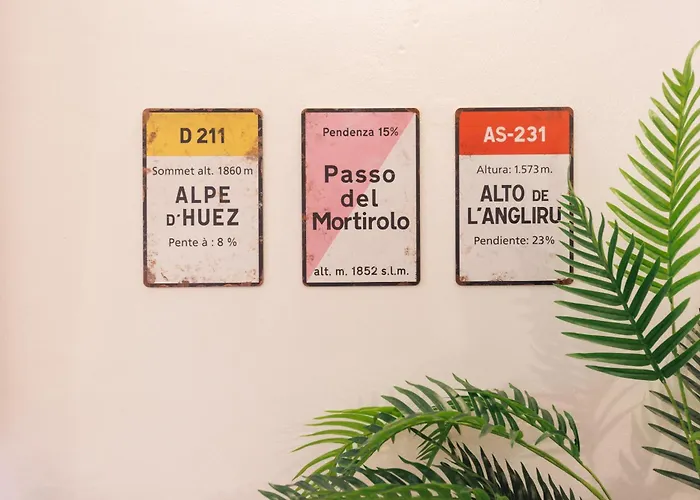 D 211
Sommet alt. 1860 m
ALPE
D'HUEZ
Pente à : 8 %
Pendenza 15%
Passo
del
Mortirolo
alt. m. 1852 s.l.m.
AS-231
Altura: 1.573 m.
ALTO DE
L'ANGLIRU
Pendiente: 23%